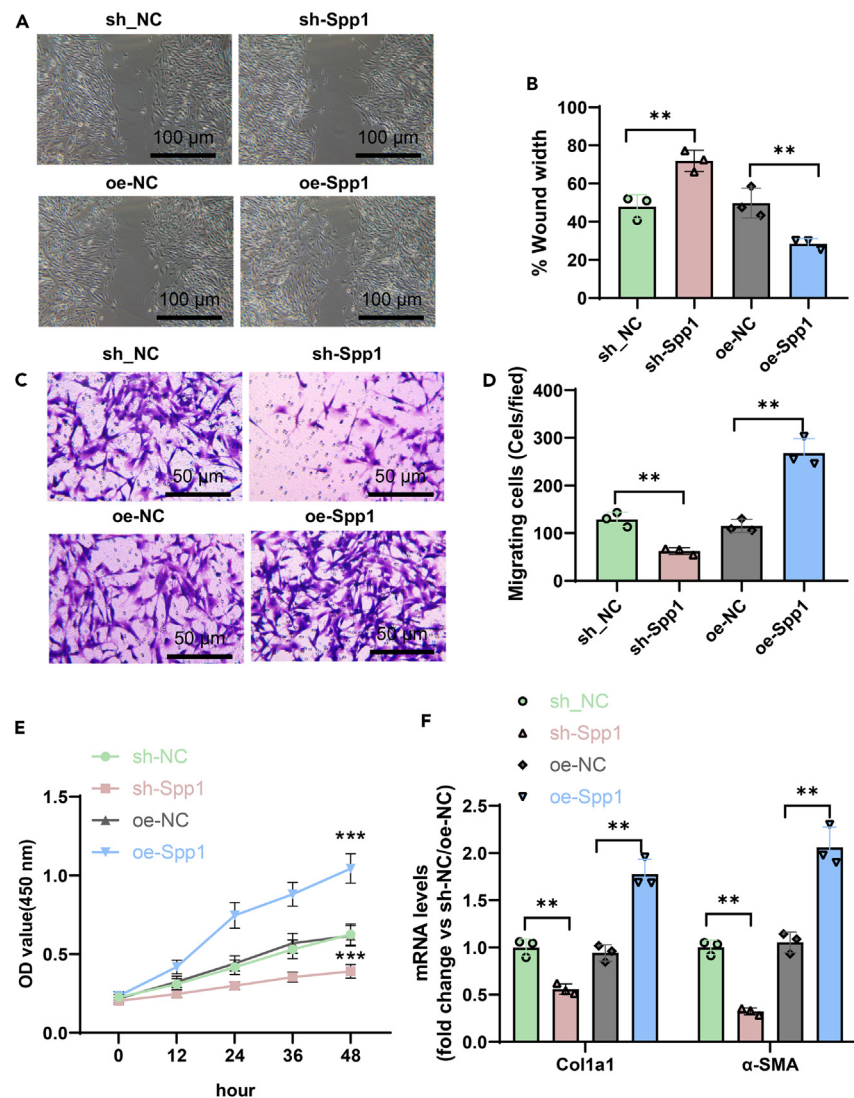 A
sh_NC
sh-Spp1
100 µm
100 µm
oe-NC
oe-Spp1
100 µm
100 µm
B
% Wound width
100
80
60
40
20
0
**
**
sh_NC
sh-Spp1
oe-NC
oe-Spp1
C
sh_NC
sh-Spp1
50 µm
50 µm
oe-NC
oe-Spp1
50 µm
50 µm
D
Migrating cells (Cels/fied)
400
300
200
100
0
**
**
sh_NC
sh-Spp1
oe-NC
oe-Spp1
E
sh-NC
sh-Spp1
oe-NC
oe-Spp1
OD value(450 nm)
1.5
1.0
0.5
0.0
***
***
0
12
24
36
48
hour
F
sh_NC
sh-Spp1
oe-NC
oe-Spp1
mRNA levels
(fold change vs sh-NC/oe-NC)
2.5
2.0
1.5
1.0
0.5
0.0
**
**
**
**
Col1a1
α-SMA